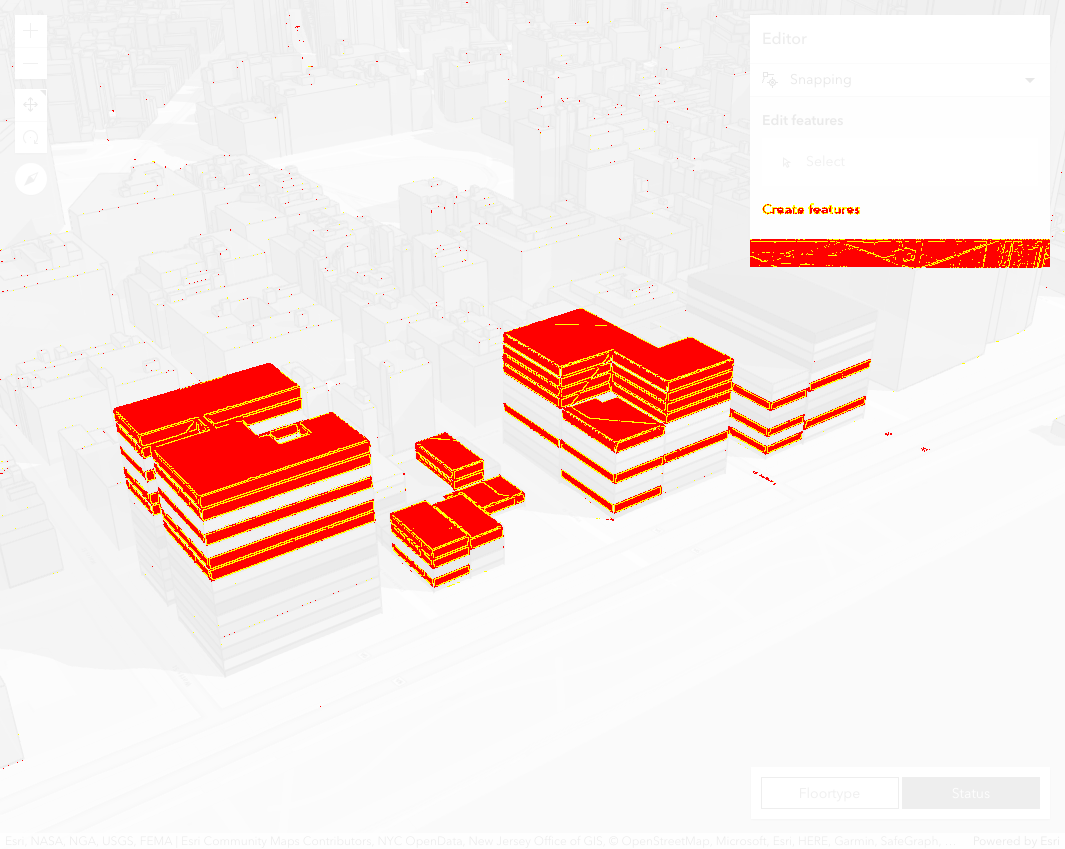 Editor
Snapping
Edit features
Select
Create features
Floortype
Status
Esri, NASA, NGA, USGS, FEMA | Esri Community Maps Contributors, NYC OpenData, New Jersey Office of GIS, © OpenStreetMap, Microsoft, Esri, HERE, Garmin, SafeGraph,... Powered by Esri